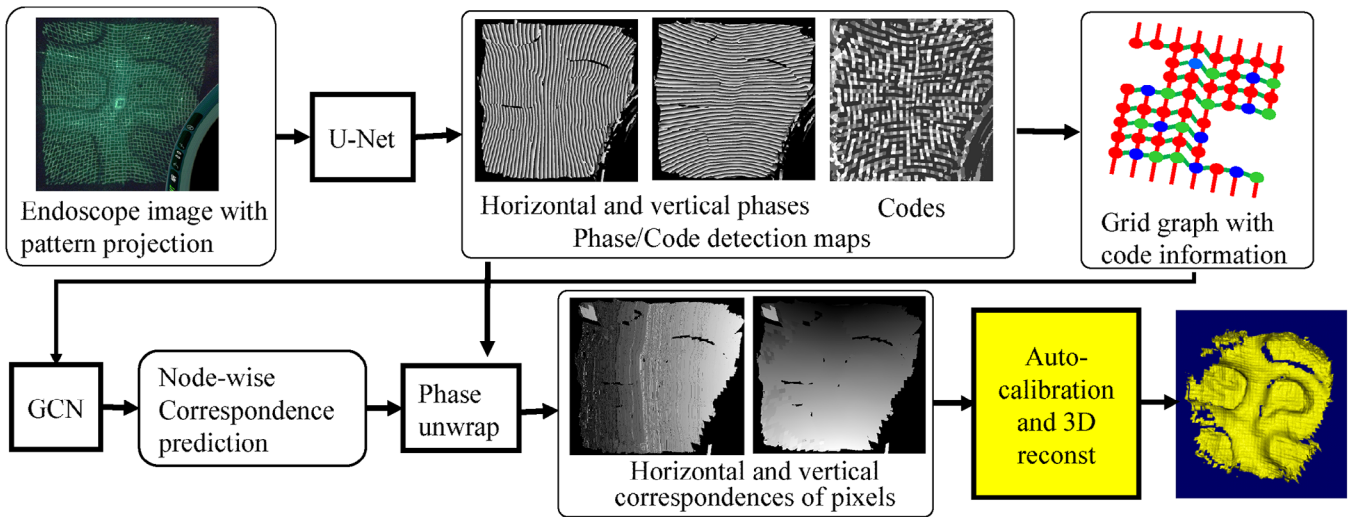 Endoscope image with
pattern projection
U-Net
Horizontal and vertical phases
Codes
Phase/Code detection maps
Grid graph with
code information
GCN
Node-wise
Correspondence
prediction
Phase
unwrap
Horizontal and vertical
correspondences of pixels
Auto-
calibration
and 3D
reconst